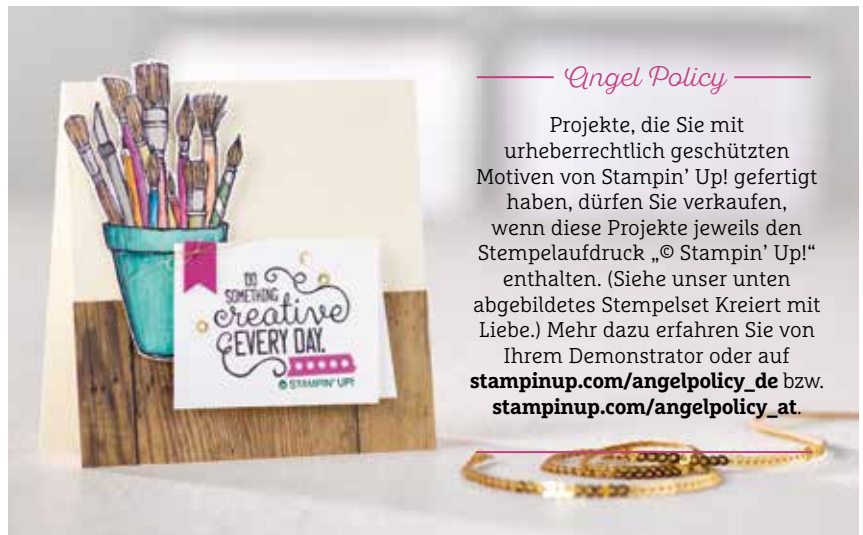 DO
SOMETHING
creative
EVERY DAY.
© STAMPIN' UP!
Angel Policy
Projekte, die Sie mit
urheberrechtlich geschützten
Motiven von Stampin’ Up! gefertigt
haben, dürfen Sie verkaufen,
wenn diese Projekte jeweils den
Stempelaufdruck „© Stampin’ Up!“
enthalten. (Siehe unser unten
abgebildetes Stempelset Kreiert mit
Liebe.) Mehr dazu erfahren Sie von
Ihrem Demonstrator oder auf
stampinup.com/angelpolicy_de bzw.
stampinup.com/angelpolicy_at.